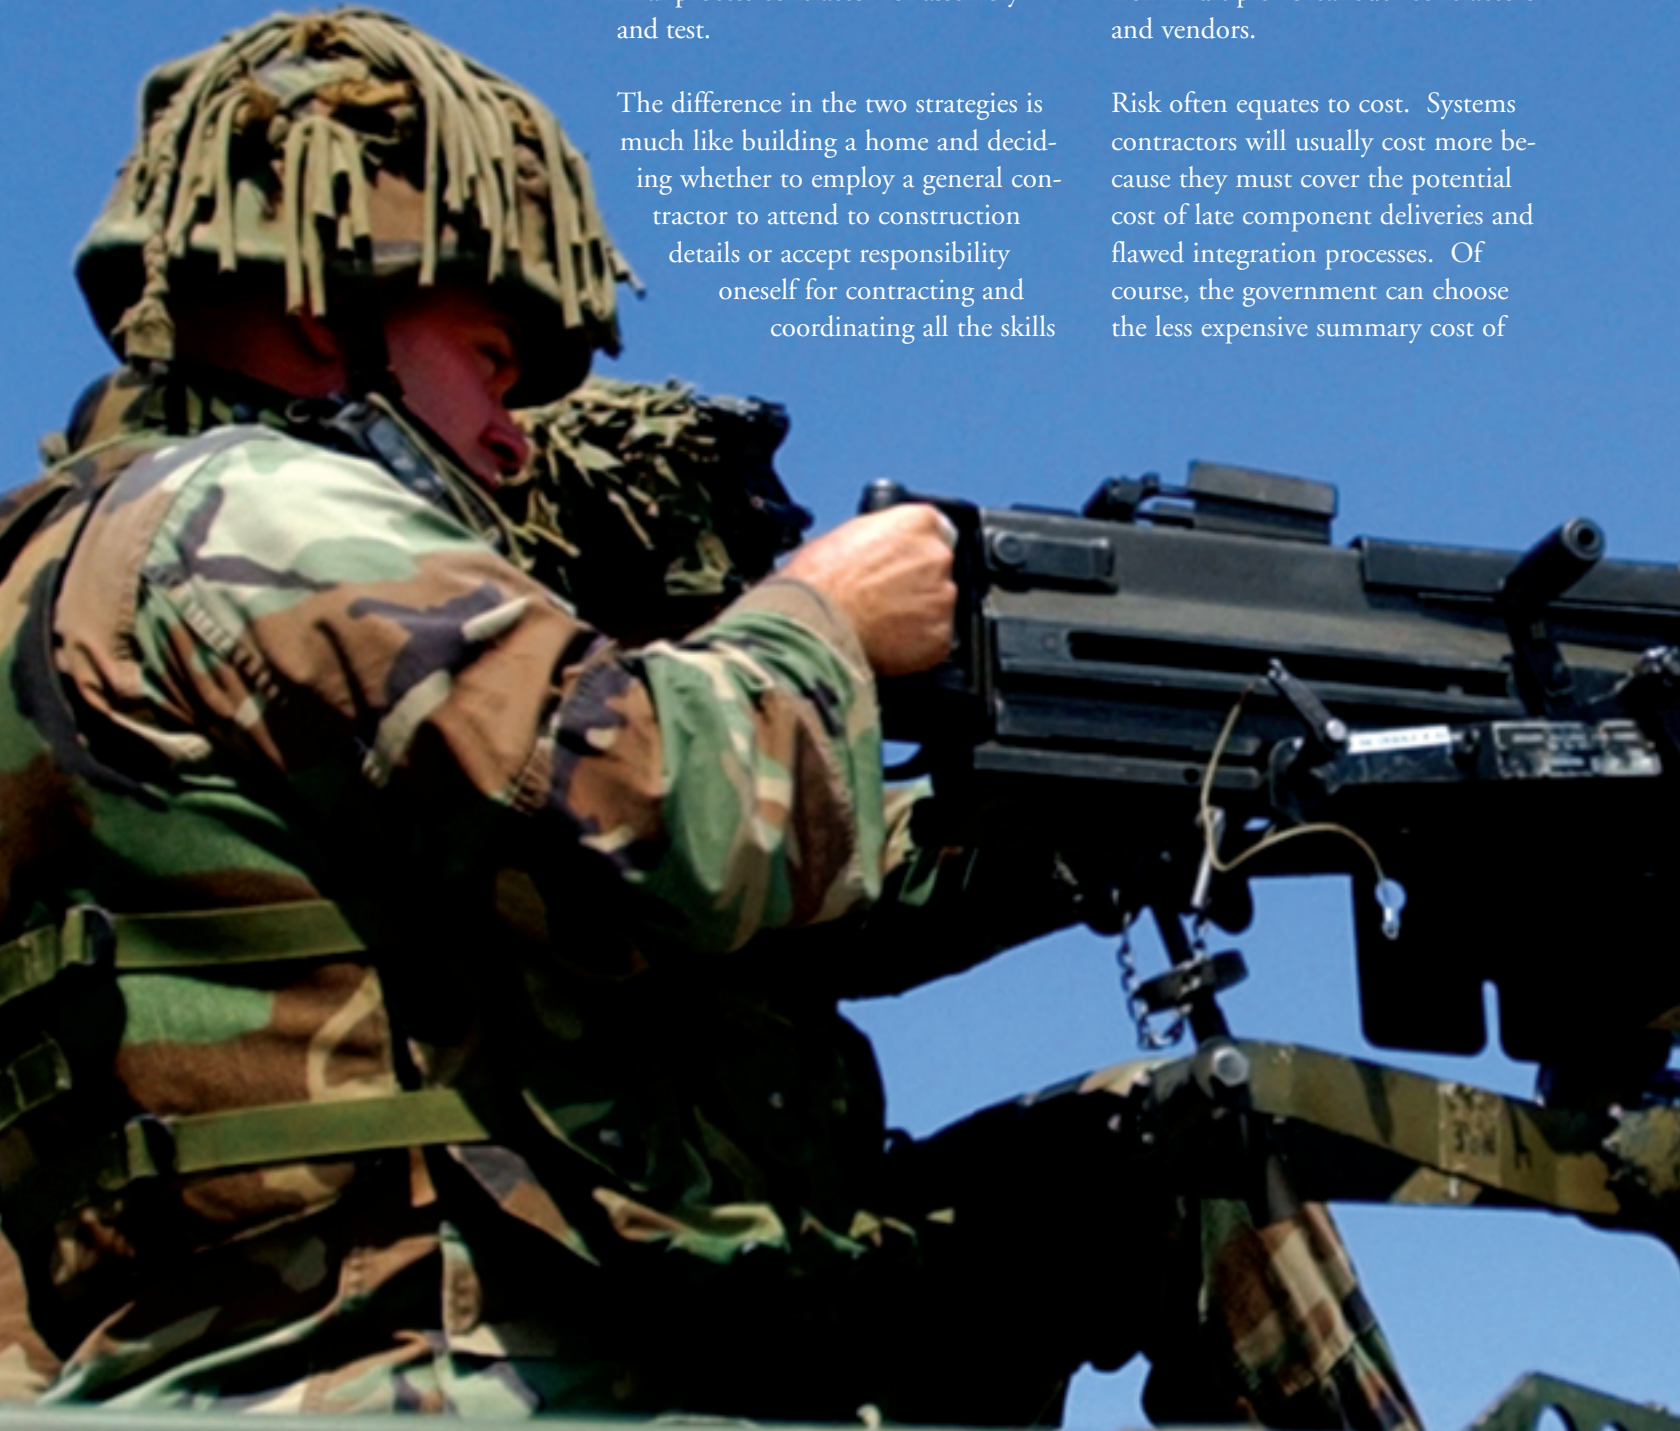 and test.
The difference in the two strategies is
much like building a home and decid-
ing whether to employ a general con-
tractor to attend to construction
details or accept responsibility
oneself for contracting and
coordinating all the skills
and vendors.
Risk often equates to cost.  Systems
contractors will usually cost more be-
cause they must cover the potential
cost of late component deliveries and
flawed integration processes.  Of
course, the government can choose
the less expensive summary cost of